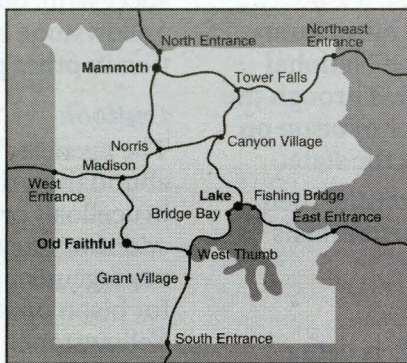 Northeast
Entrance
North Entrance
Mammoth
Tower Falls
Norris
Canyon Village
Madison
West
Entrance
Lake
Fishing Bridge
Bridge Bay
East Entrance
Old Faithful
West Thumb
Grant Village
South Entrance